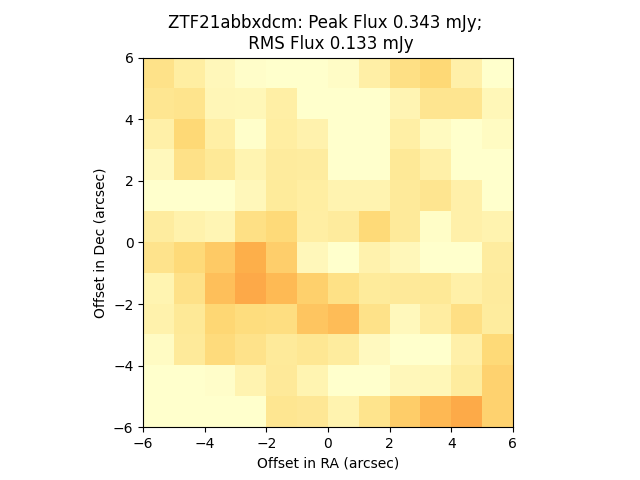 ZTF21abbxdcm: Peak Flux 0.343 mJy;
RMS Flux 0.133 mJy
6
4
2
0
−2
−4
−6
Offset in Dec (arcsec)
−6 −4 −2 0 2 4 6
Offset in RA (arcsec)